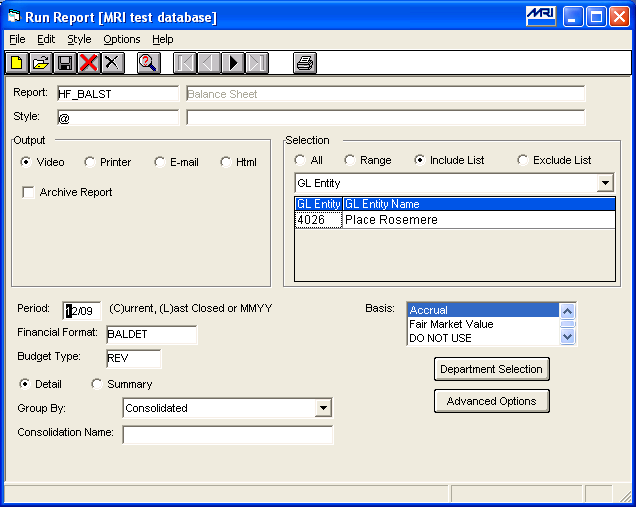 Run Report [MRI test database]
MRI
File Edit Style Options Help
Report: HF_BALST Balance Sheet
Style: @
Output
Video Printer E-mail Html
Archive Report
Selection
All Range Include List Exclude List
GL Entity
GL Entity GL Entity Name
4026 Place Rosemere
Period: 12/09 (C)urrent, (L)ast Closed or MMYY
Financial Format: BALDET
Budget Type: REV
Detail Summary
Group By: Consolidated
Consolidation Name:
Basis: Accrual
Fair Market Value
DO NOT USE
Department Selection
Advanced Options